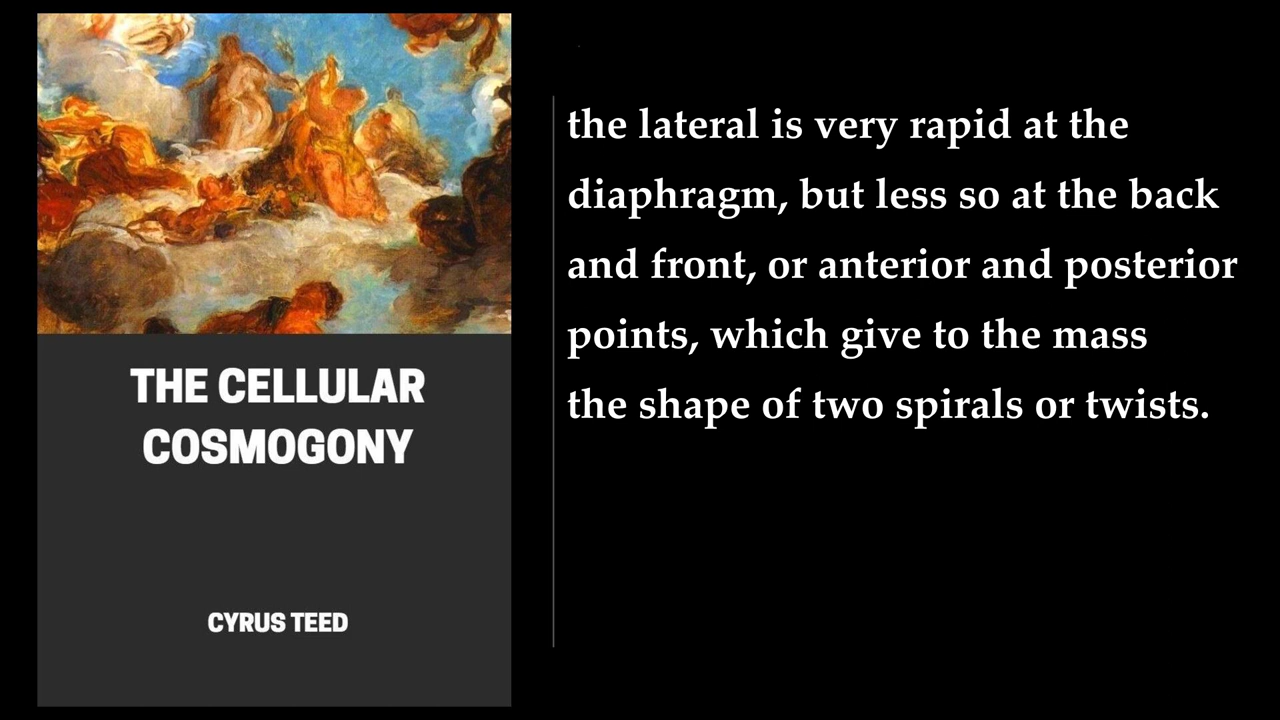 THE CELLULAR
COSMOGONY
CYRUS TEED
the lateral is very rapid at the
diaphragm, but less so at the back
and front, or anterior and posterior
points, which give to the mass
the shape of two spirals or twists.